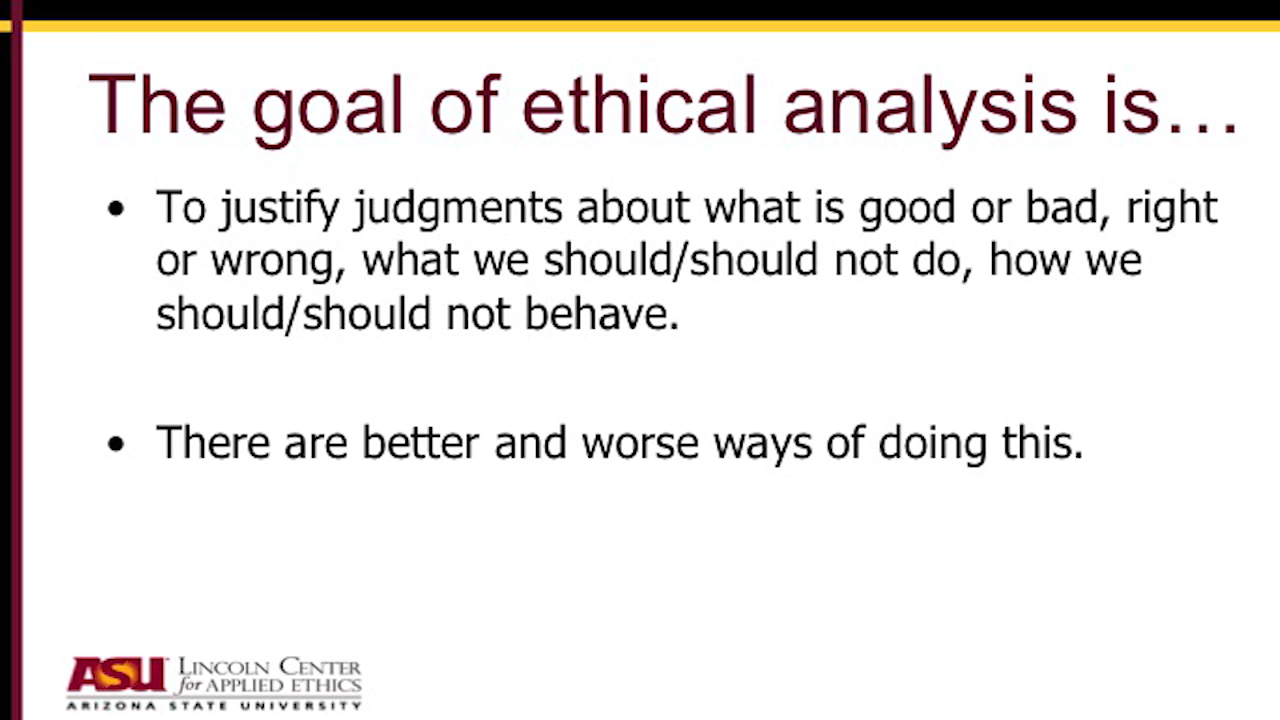 The goal of ethical analysis is…
• To justify judgments about what is good or bad, right
or wrong, what we should/should not do, how we
should/should not behave.
• There are better and worse ways of doing this.
ASU LINCOLN CENTER
for APPLIED ETHICS
ARIZONA STATE UNIVERSITY